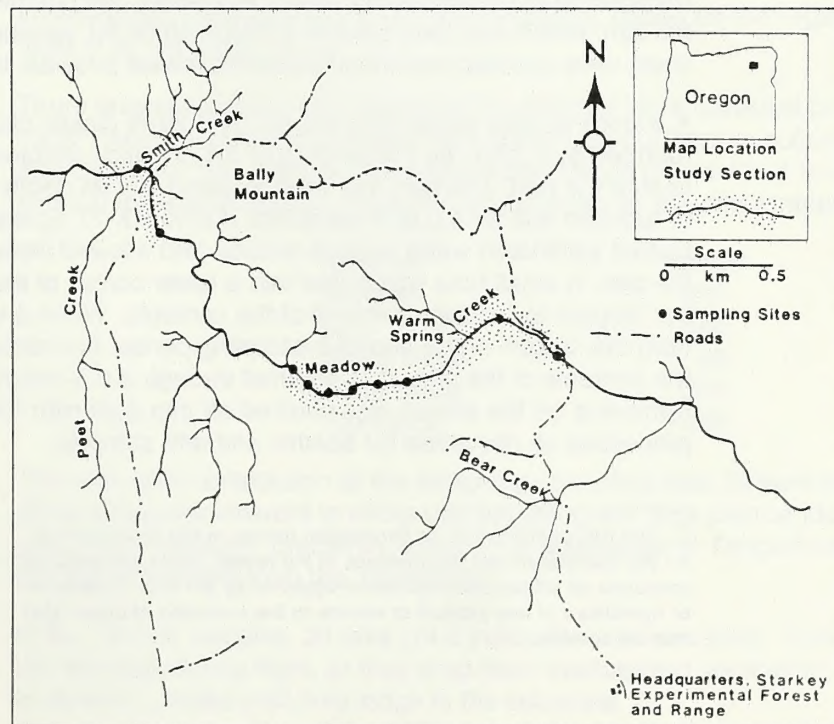 Smith Creek
Bally
Mountain
N
Oregon
Map Location
Study Section
Scale
0 km 0.5
Sampling Sites
Roads
Creek
Peet
Warm
Spring
Creek
Meadow
Bear Creek
Headquarters, Starkey
Experimental Forest
and Range